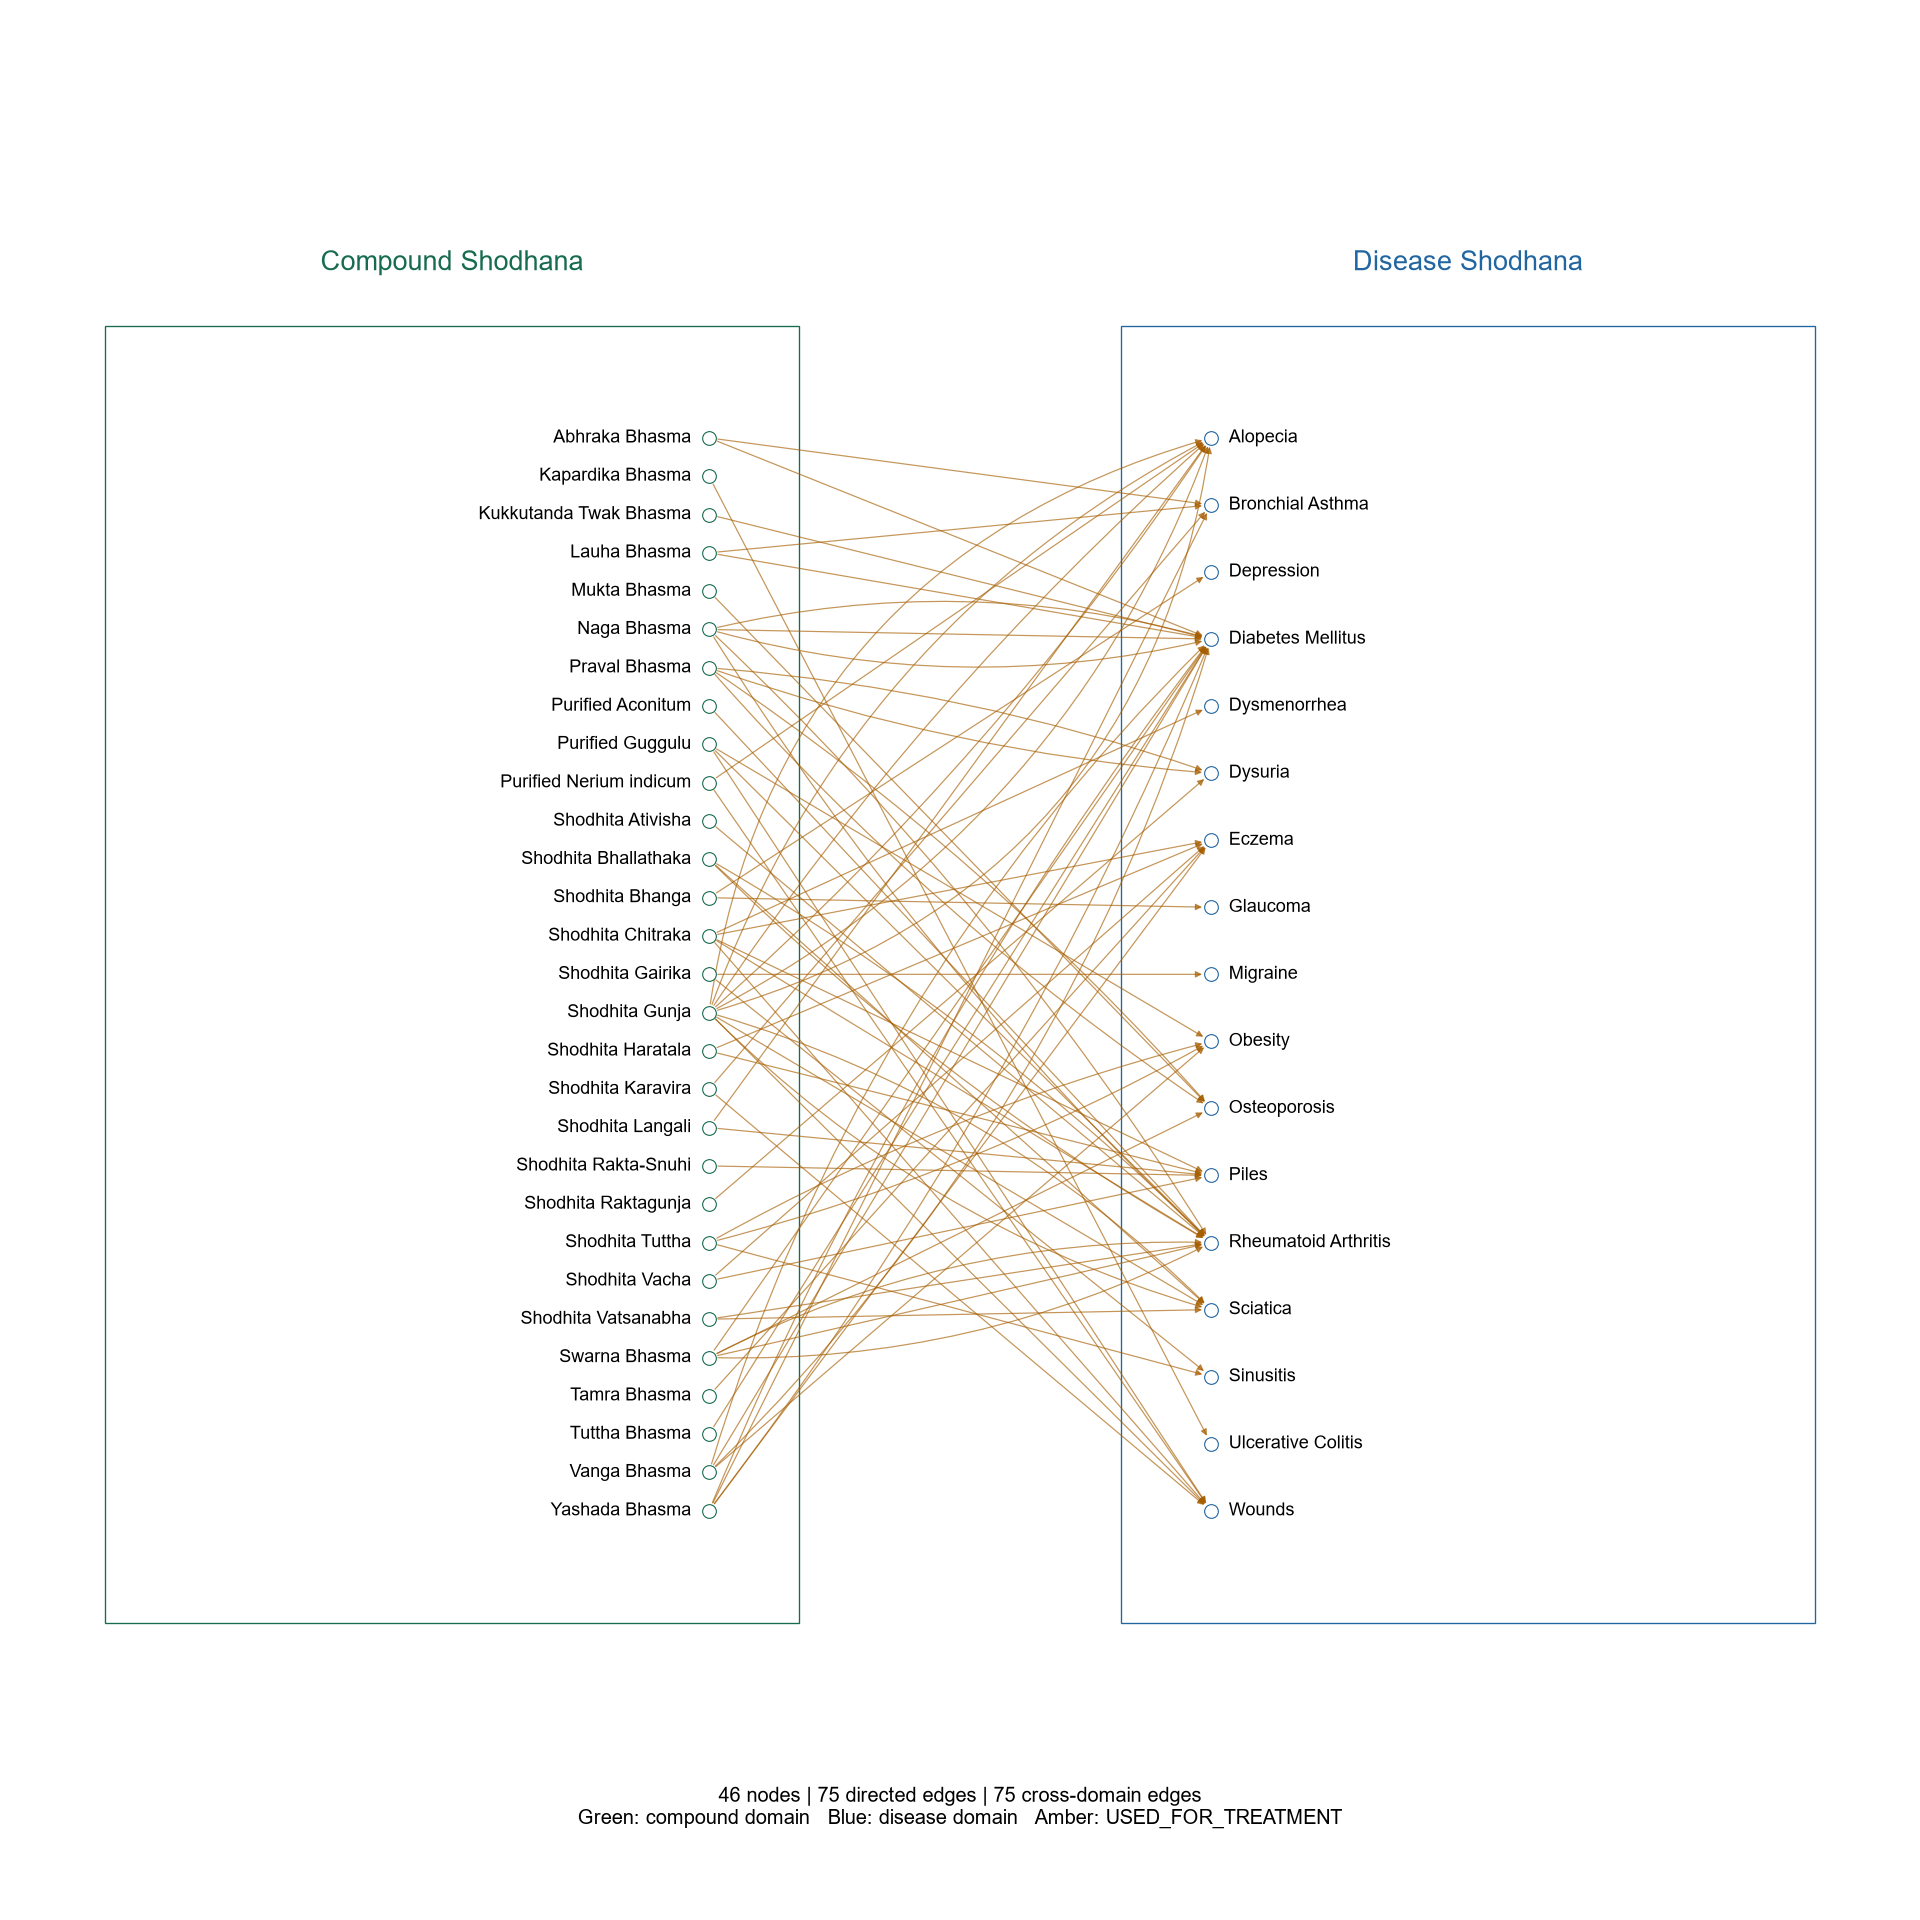 Compound Shodhana
Disease Shodhana
Abhraka Bhasma
Kapardika Bhasma
Kukkutanda Twak Bhasma
Lauha Bhasma
Mukta Bhasma
Naga Bhasma
Praval Bhasma
Purified Aconitum
Purified Guggulu
Purified Nerium indicum
Shodhita Ativisha
Shodhita Bhallathaka
Shodhita Bhanga
Shodhita Chitraka
Shodhita Gairika
Shodhita Gunja
Shodhita Haratala
Shodhita Karavira
Shodhita Langali
Shodhita Rakta-Snuhi
Shodhita Raktagunja
Shodhita Tuttha
Shodhita Vacha
Shodhita Vatsanabha
Swarna Bhasma
Tamra Bhasma
Tuttha Bhasma
Vanga Bhasma
Yashada Bhasma
Alopecia
Bronchial Asthma
Depression
Diabetes Mellitus
Dysmenorrhea
Dysuria
Eczema
Glaucoma
Migraine
Obesity
Osteoporosis
Piles
Rheumatoid Arthritis
Sciatica
Sinusitis
Ulcerative Colitis
Wounds
46 nodes | 75 directed edges | 75 cross-domain edges
Green: compound domain   Blue: disease domain   Amber: USED_FOR_TREATMENT